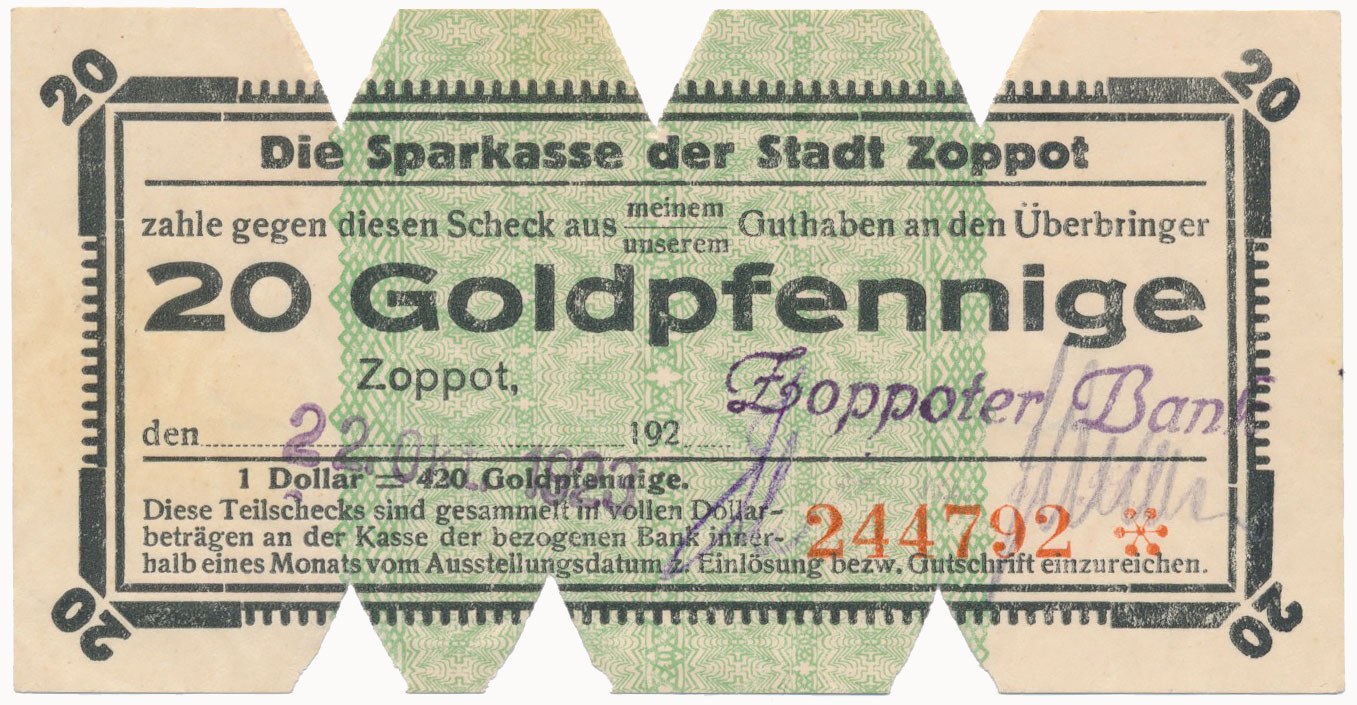 20 20
Die Sparkasse der Stadt Zoppot
zahle gegen diesen Scheck aus meinem Guthaben an den Überbringer
unserem
20 Goldpfennige
Zoppot,
Zoppoter Bank
den 22. Okt. 1923 192
1 Dollar = 420 Goldpfennige.
Diese Teilschecks sind gesammelt in vollen Dollar-
beträgen an der Kasse der bezogenen Bank inner-
244792 *
halb eines Monats vom Ausstellungsdatum z. Einlösung bezw. Gutschrift einzureichen.
20 20